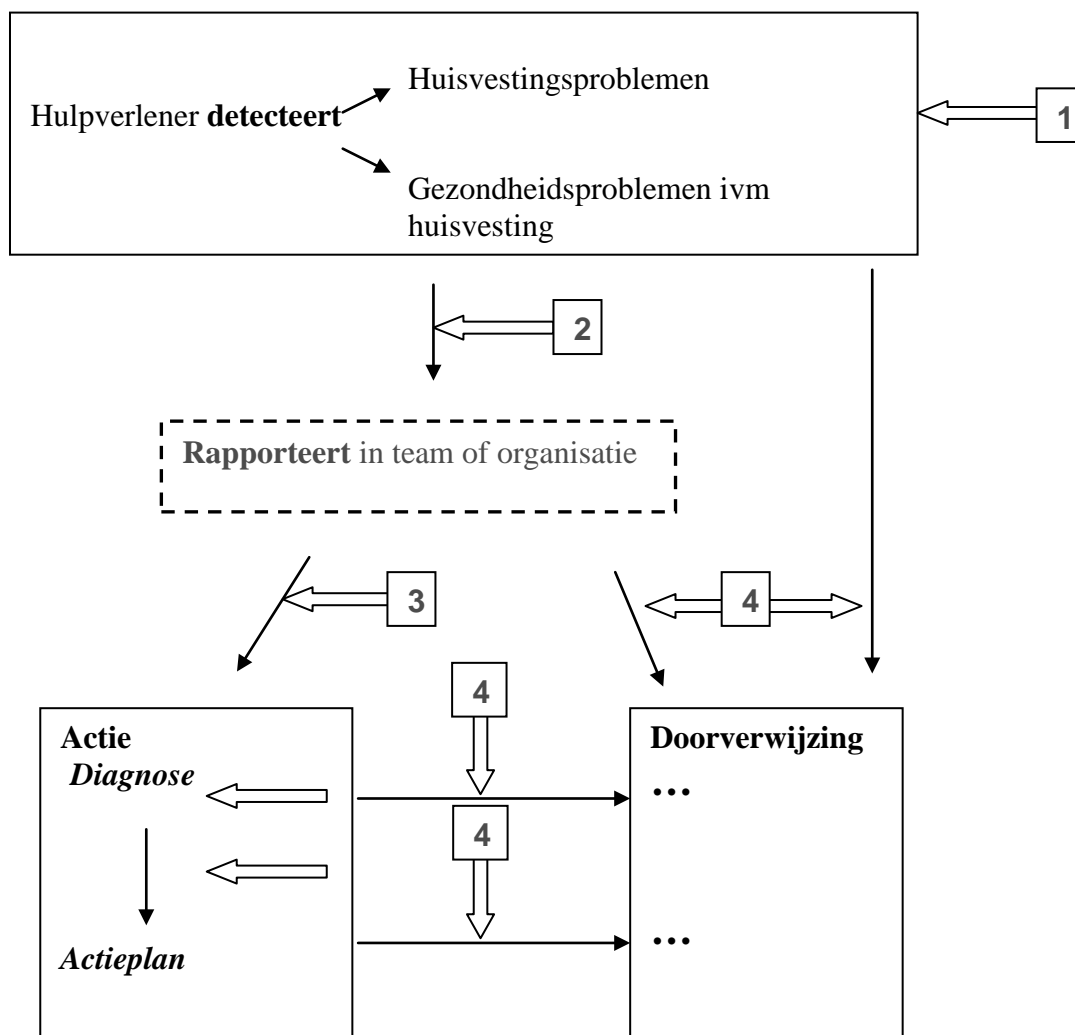 Huisvestingsproblemen
Hulpverlener detecteert
1
Gezondheidsproblemen ivm
huisvesting
2
Rapporteert in team of organisatie
3
4
4
Actie
Diagnose
Doorverwijzing
...
4
Actieplan
...